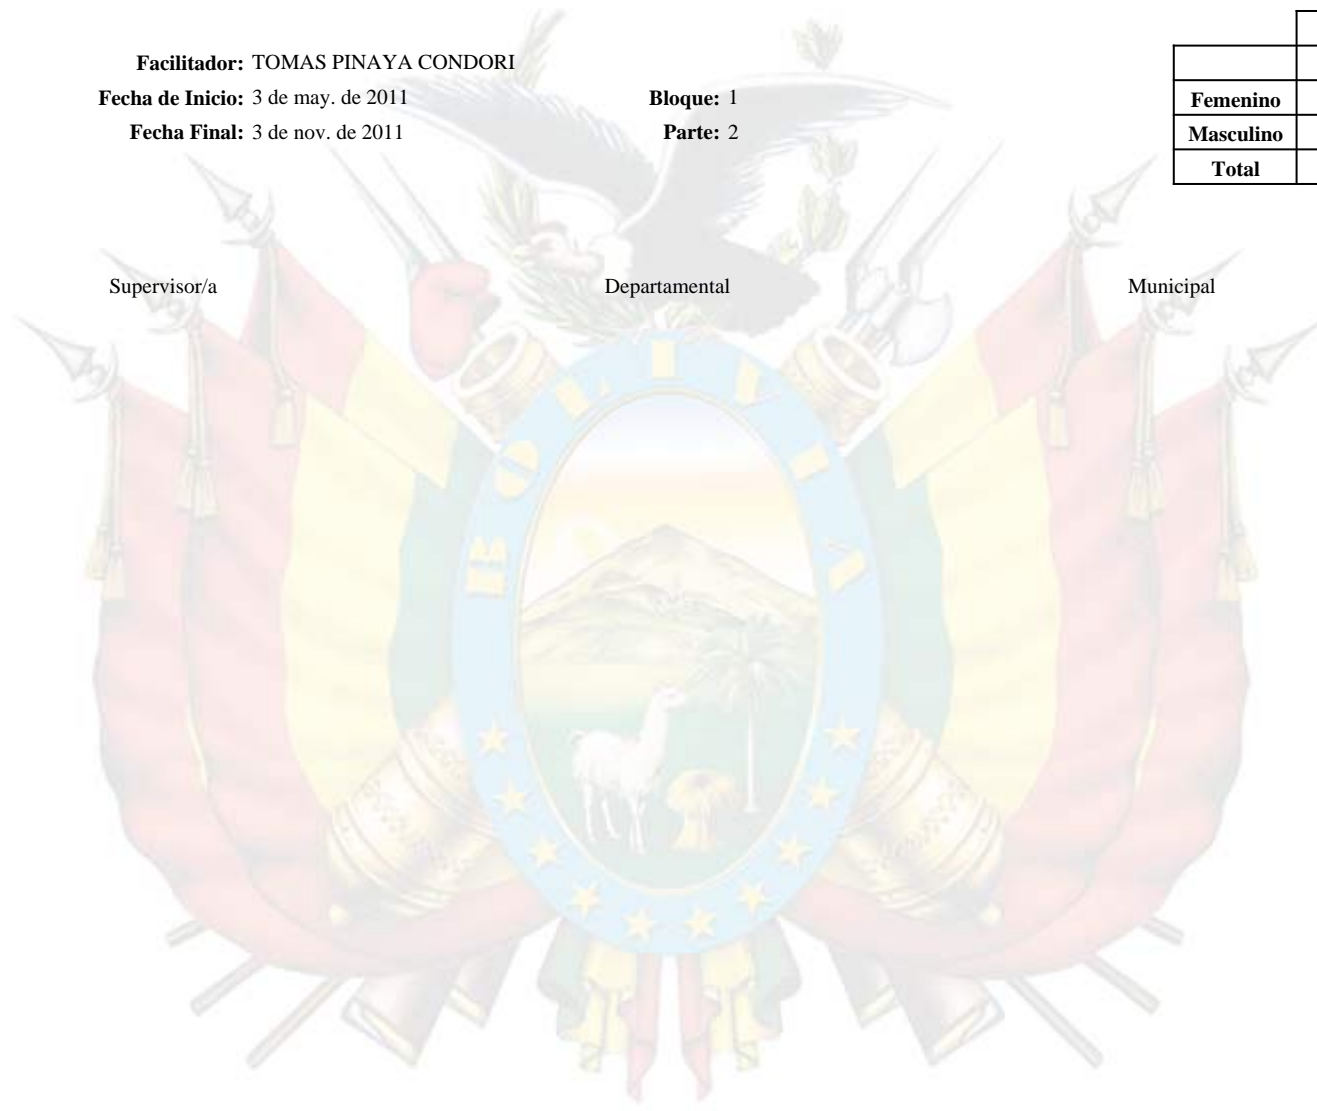 Facilitador: TOMAS PINAYA CONDORI
Fecha de Inicio: 3 de may. de 2011 Bloque: 1
Fecha Final: 3 de nov. de 2011 Parte: 2
Femenino
Masculino
Total
Supervisor/a Departamental Municipal
BOLIVIA